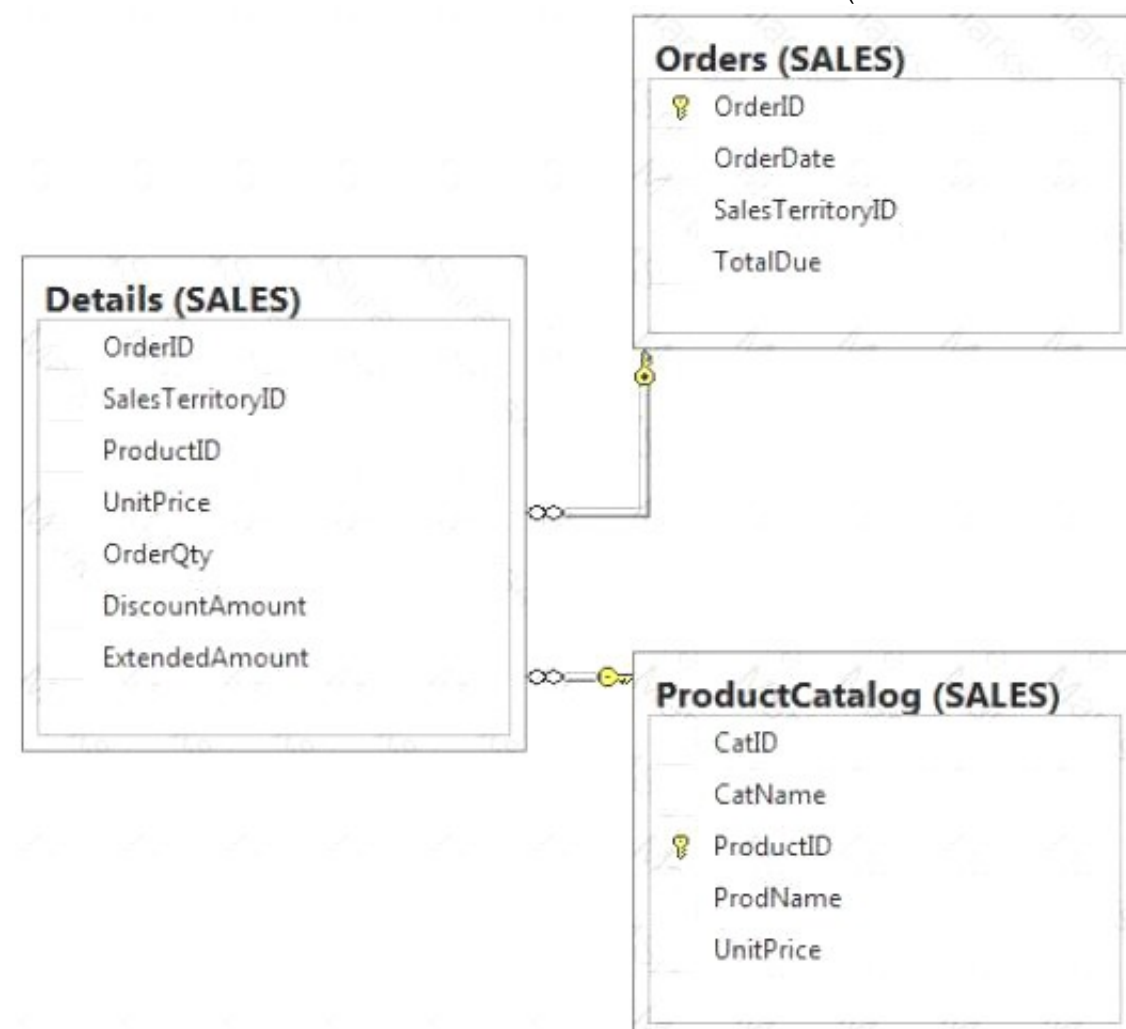 Orders (SALES)
OrderID
OrderDate
SalesTerritoryID
TotalDue
Details (SALES)
OrderID
SalesTerritoryID
ProductID
UnitPrice
OrderQty
DiscountAmount
ExtendedAmount
ProductCatalog (SALES)
CatID
CatName
ProductID
ProdName
UnitPrice